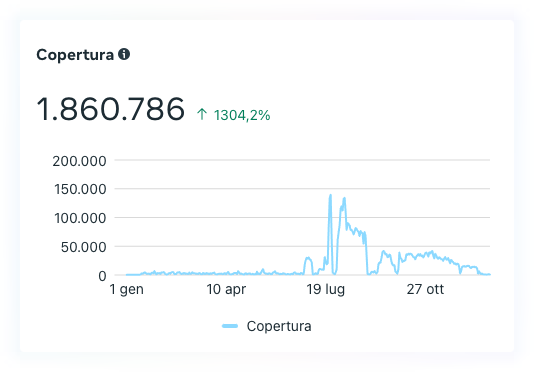 Copertura
1.860.786 ↑ 1304,2%
200.000
150.000
100.000
50.000
0
1 gen 10 apr 19 lug 27 ott
Copertura